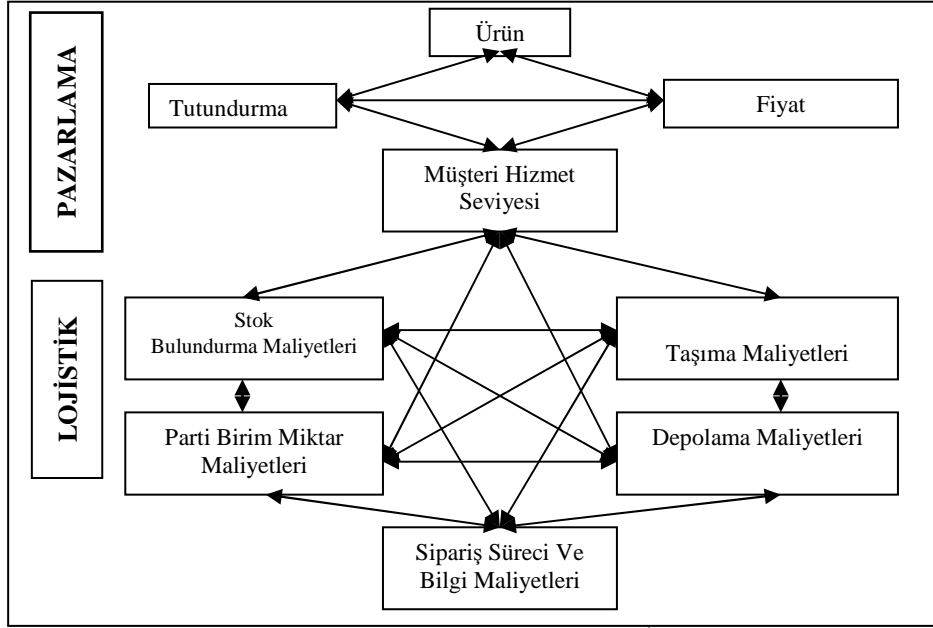 PAZARLAMA
Ürün
Tutundurma
Fiyat
Müşteri Hizmet
Seviyesi
LOJİSTİK
Stok
Bulundurma Maliyetleri
Taşıma Maliyetleri
Parti Birim Miktar
Maliyetleri
Depolama Maliyetleri
Sipariş Süreci Ve
Bilgi Maliyetleri